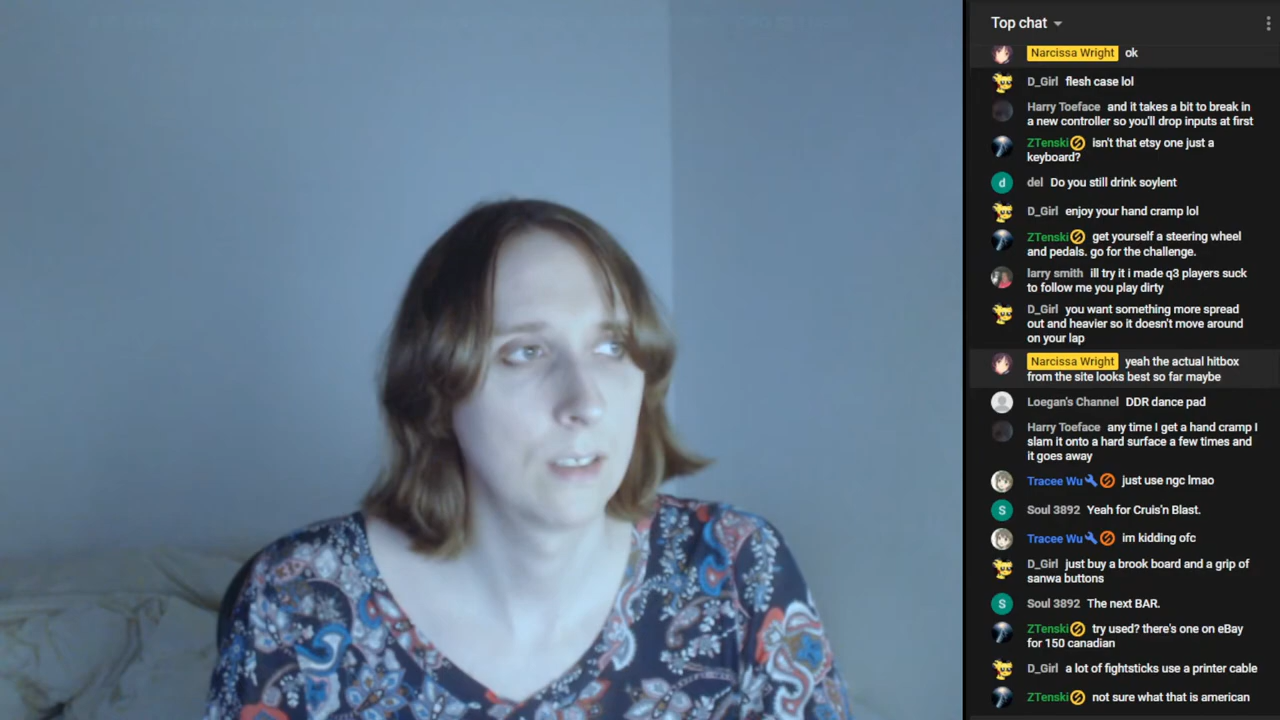 Top chat
Narcissa Wright ok
D_Girl flesh case lol
Harry Toeface and it takes a bit to break in
a new controller so you'll drop inputs at first
ZTenski isn't that etsy one just a
keyboard?
d del Do you still drink soylent
D_Girl enjoy your hand cramp lol
ZTenski get yourself a steering wheel
and pedals. go for the challenge.
larry smith ill try it i made q3 players suck
to follow me you play dirty
D_Girl you want something more spread
out and heavier so it doesn't move around
on your lap
Narcissa Wright yeah the actual hitbox
from the site looks best so far maybe
Loegan's Channel DDR dance pad
Harry Toeface any time I get a hand cramp I
slam it onto a hard surface a few times and
it goes away
Tracee Wu just use ngc lmao
S Soul 3892 Yeah for Cruis'n Blast.
Tracee Wu im kidding ofc
D_Girl just buy a brook board and a grip of
sanwa buttons
S Soul 3892 The next BAR.
ZTenski try used? there's one on eBay
for 150 canadian
D_Girl a lot of fightsticks use a printer cable
ZTenski not sure what that is american